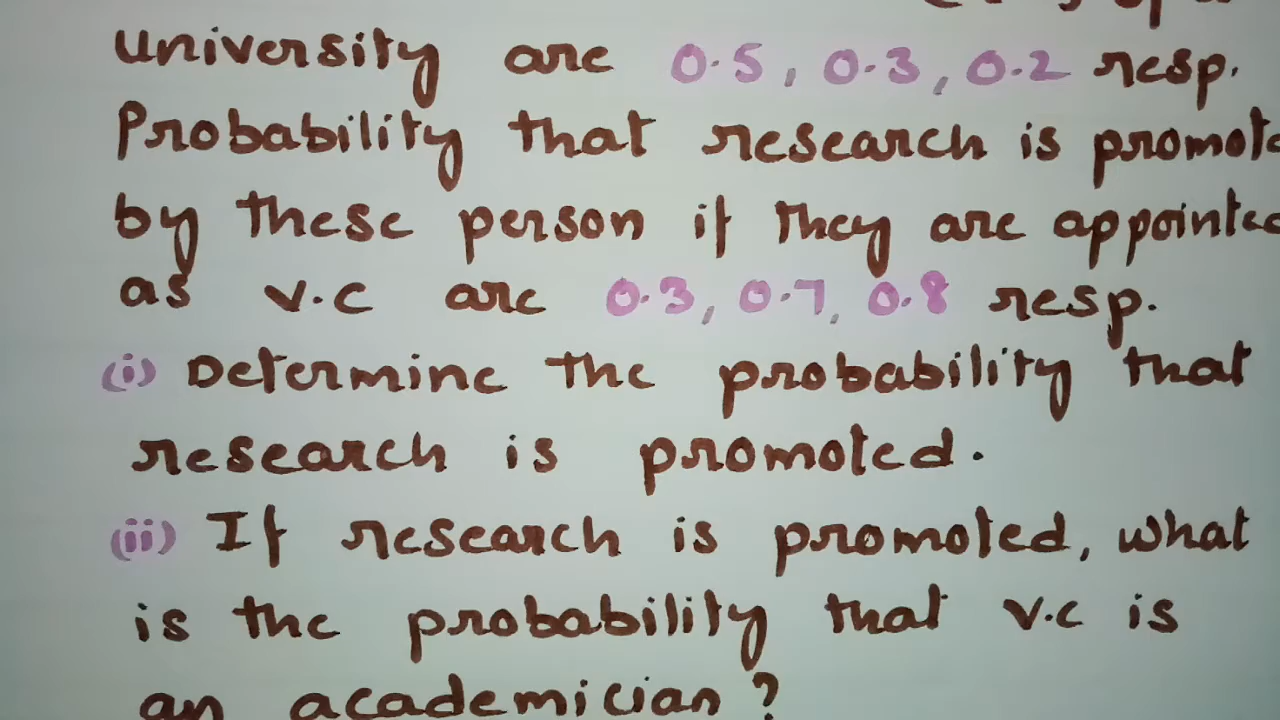 university are 0.5, 0.3, 0.2 resp.
Probability that research is promote
by these person if they are appointed
as v.c are 0.3, 0.7, 0.8 resp.
(i) Determine the probability that
research is promoted.
(ii) If research is promoted, what
is the probability that v.c is
an academician?